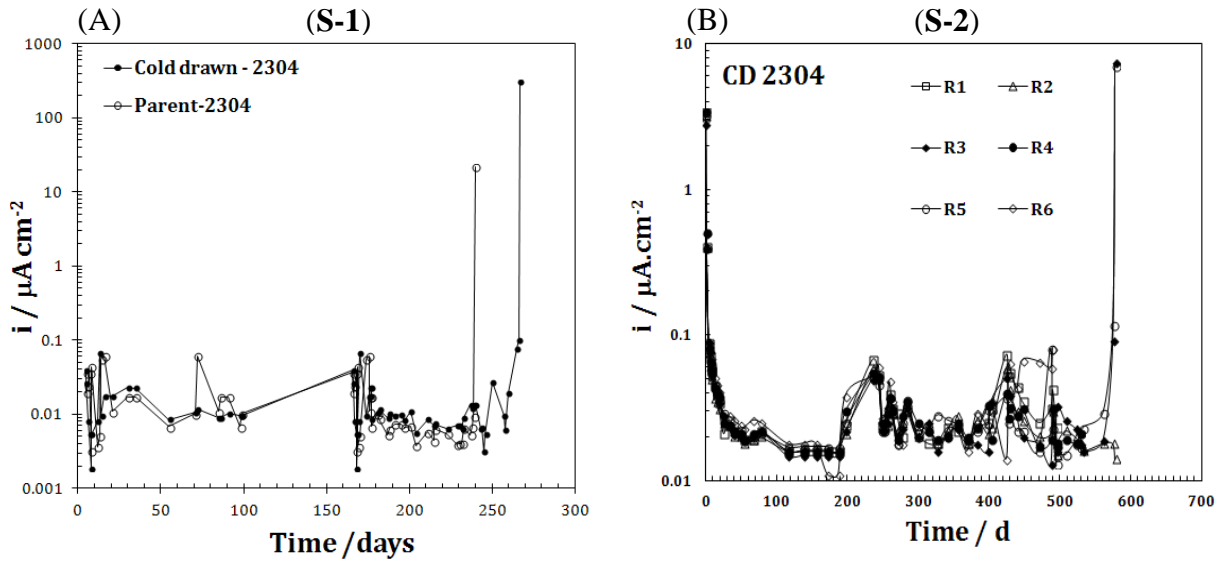 (A) (S-1)
1000
100
10
1
0.1
0.01
0.001
i / µA cm-2
Cold drawn - 2304
Parent-2304
0 50 100 150 200 250 300
Time /days
(B) (S-2)
10
1
0.1
0.01
i / µA.cm-2
CD 2304
R1 R2
R3 R4
R5 R6
0 100 200 300 400 500 600 700
Time / d